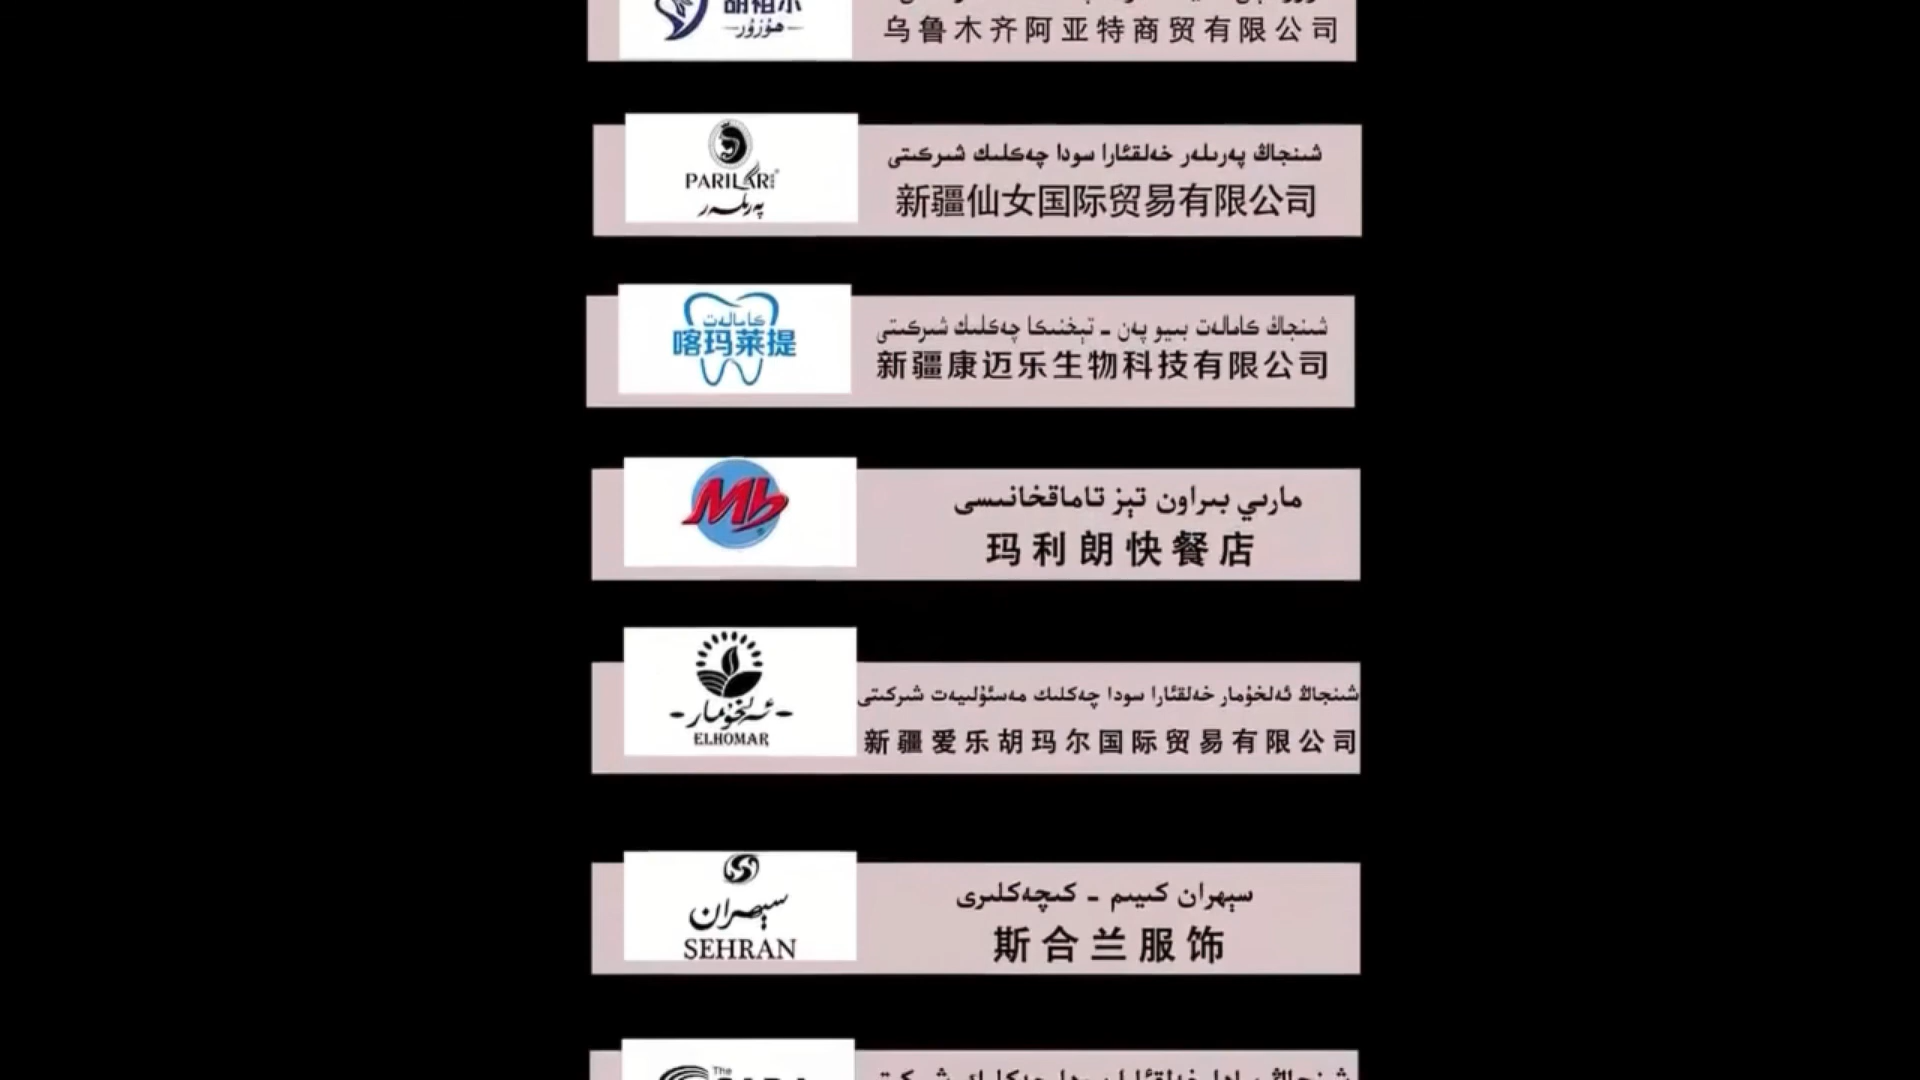 هۇزۇر
乌鲁木齐阿亚特商贸有限公司
PARILAR
پەرىلەر
شىنجاڭ پەرىلەر خەلقئارا سودا چەكلىك شىركىتى
新疆仙女国际贸易有限公司
كامالەت
喀玛莱提
شىنجاڭ كامالەت بىيو پەن - تېخنىكا چەكلىك شىركىتى
新疆康迈乐生物科技有限公司
Mb
مارىي بىراون تېز تاماقخانىسى
玛利朗快餐店
-ئەلخۇمار-
ELHOMAR
شىنجاڭ ئەلخۇمار خەلقئارا سودا چەكلىك مەسئۇلىيەت شىركىتى
新疆爱乐胡玛尔国际贸易有限公司
سېھران
SEHRAN
سېھران كىيىم - كىچەكلىرى
斯合兰服饰
The